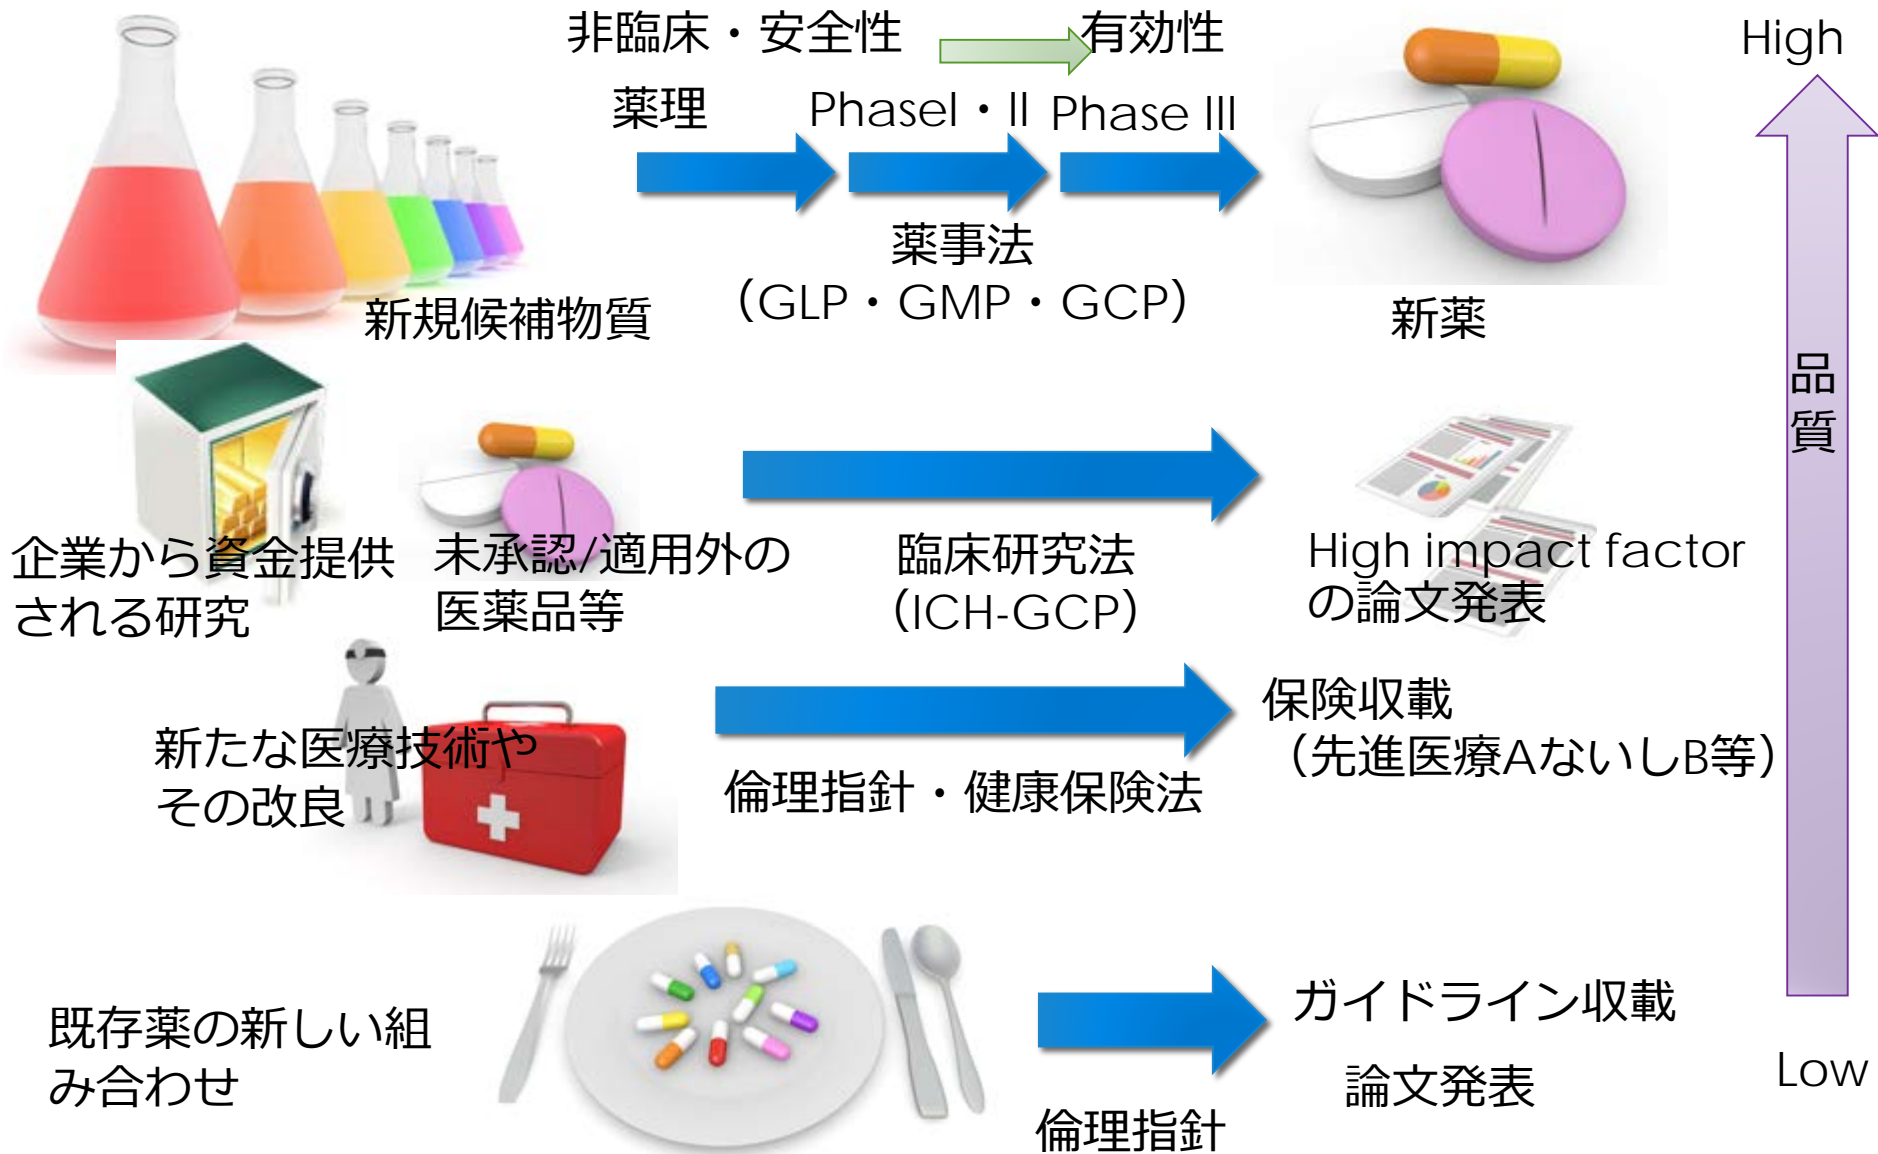 非臨床・安全性
有効性
High
薬理
PhaseI・II
Phase III
薬事法
（GLP・GMP・GCP）
新規候補物質
新薬
品
質
企業から資金提供
される研究
未承認/適用外の
医薬品等
臨床研究法
（ICH-GCP）
High impact factor
の論文発表
新たな医療技術や
その改良
倫理指針・健康保険法
保険収載
（先進医療AないしB等）
既存薬の新しい組
み合わせ
倫理指針
ガイドライン収載
論文発表
Low